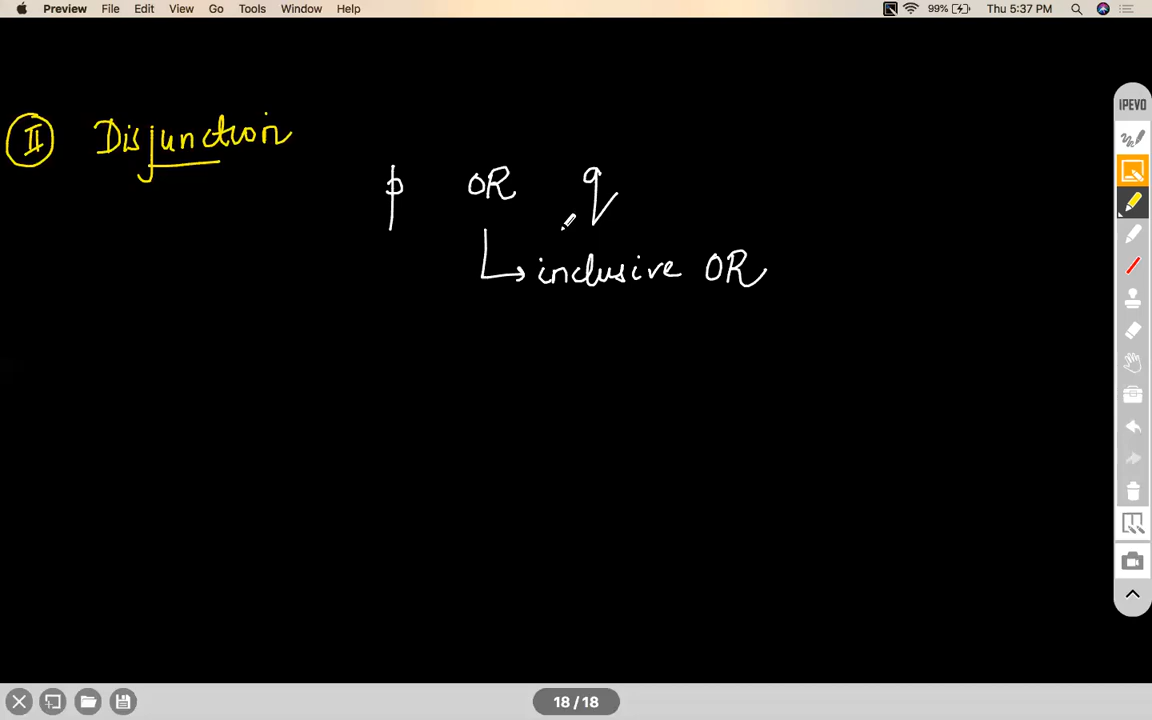 Preview File Edit View Go Tools Window Help 99% Thu 5:37 PM
IPEVO
II Disjunction
p OR q
inclusive OR
18 / 18